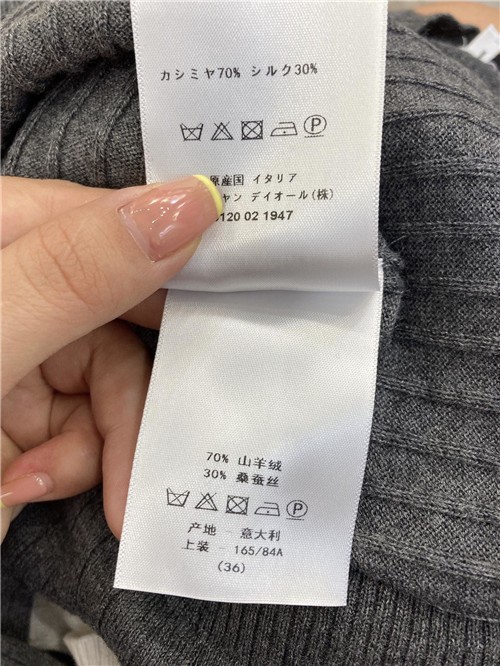 カシミヤ70% シルク30%
P
原産国 イタリア
ャン デイオール(株)
0120 02 1947
70% 山羊绒
30% 桑蚕丝
P
产地 - 意大利
上装 - 165/84A
(36)